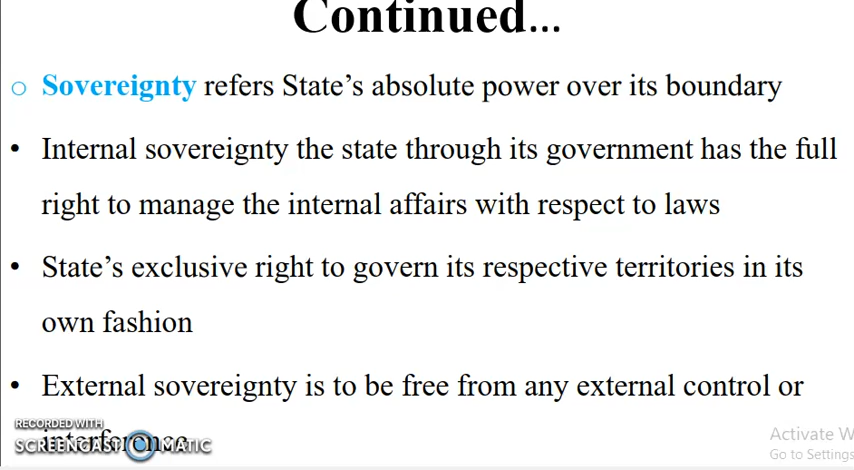 Continued...
○ Sovereignty refers State's absolute power over its boundary
• Internal sovereignty the state through its government has the full
right to manage the internal affairs with respect to laws
• State's exclusive right to govern its respective territories in its
own fashion
• External sovereignty is to be free from any external control or
interference
RECORDED WITH
SCREENCAST MATIC
Activate W
Go to Settings